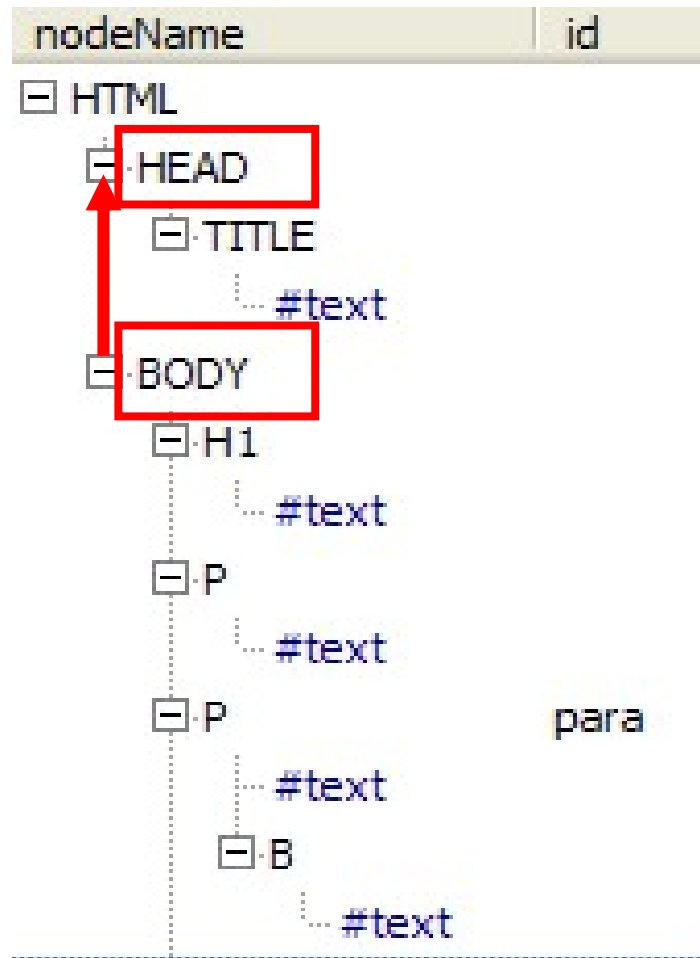 nodeName id
HTML
HEAD
TITLE
#text
BODY
H1
#text
P
#text
P para
#text
B
#text